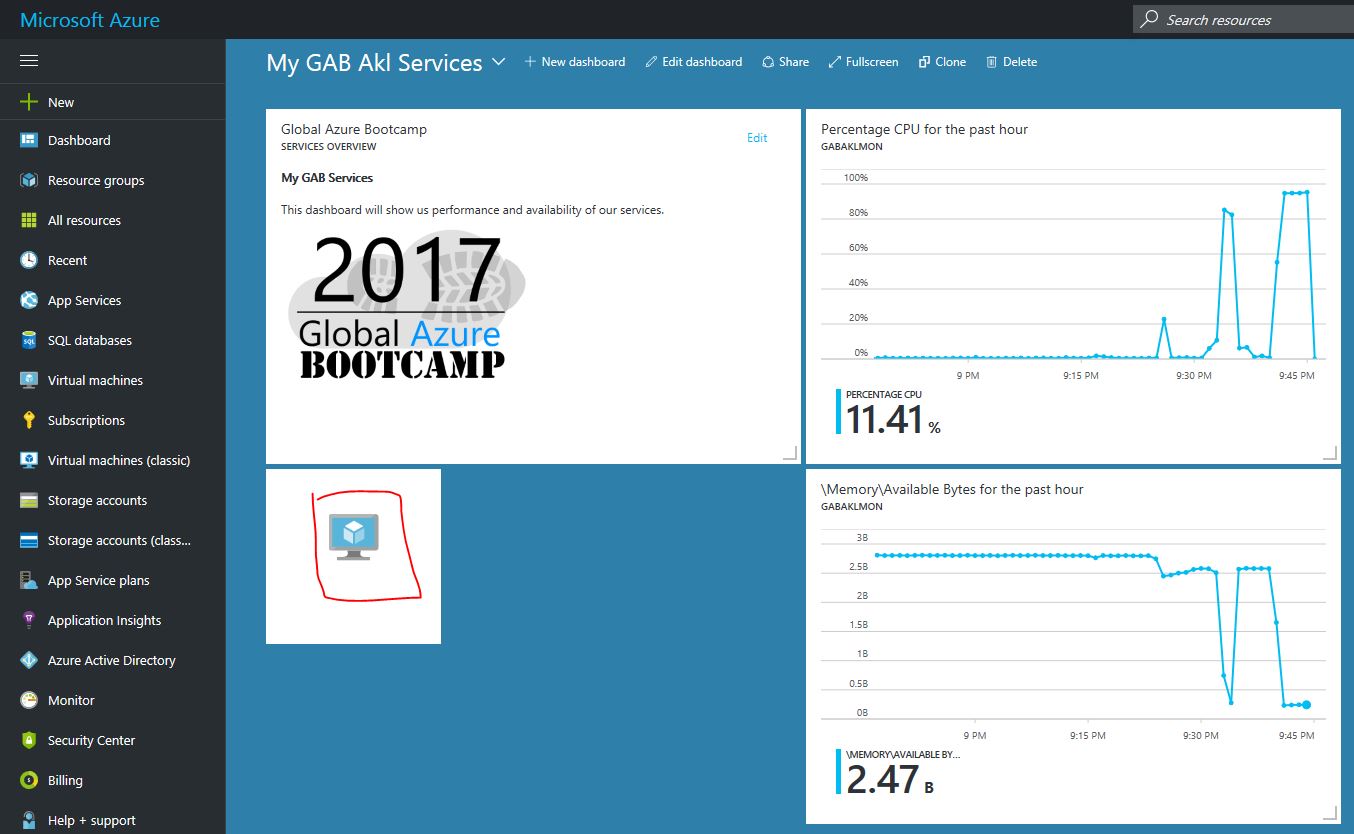 Microsoft Azure
Search resources
My GAB Akl Services
New dashboard
Edit dashboard
Share
Fullscreen
Clone
Delete
New
Dashboard
Resource groups
All resources
Recent
App Services
SQL databases
Virtual machines
Subscriptions
Virtual machines (classic)
Storage accounts
Storage accounts (class...
App Service plans
Application Insights
Azure Active Directory
Monitor
Security Center
Billing
Help + support
Global Azure Bootcamp
SERVICES OVERVIEW
Edit
My GAB Services
This dashboard will show us performance and availability of our services.
2017
Global Azure
BOOTCAMP
Percentage CPU for the past hour
GABAKLMON
100%
80%
60%
40%
20%
0%
9 PM
9:15 PM
9:30 PM
9:45 PM
PERCENTAGE CPU
11.41 %
\Memory\Available Bytes for the past hour
GABAKLMON
3B
2.5B
2B
1.5B
1B
0.5B
0B
9 PM
9:15 PM
9:30 PM
9:45 PM
\MEMORY\AVAILABLE BY...
2.47 B